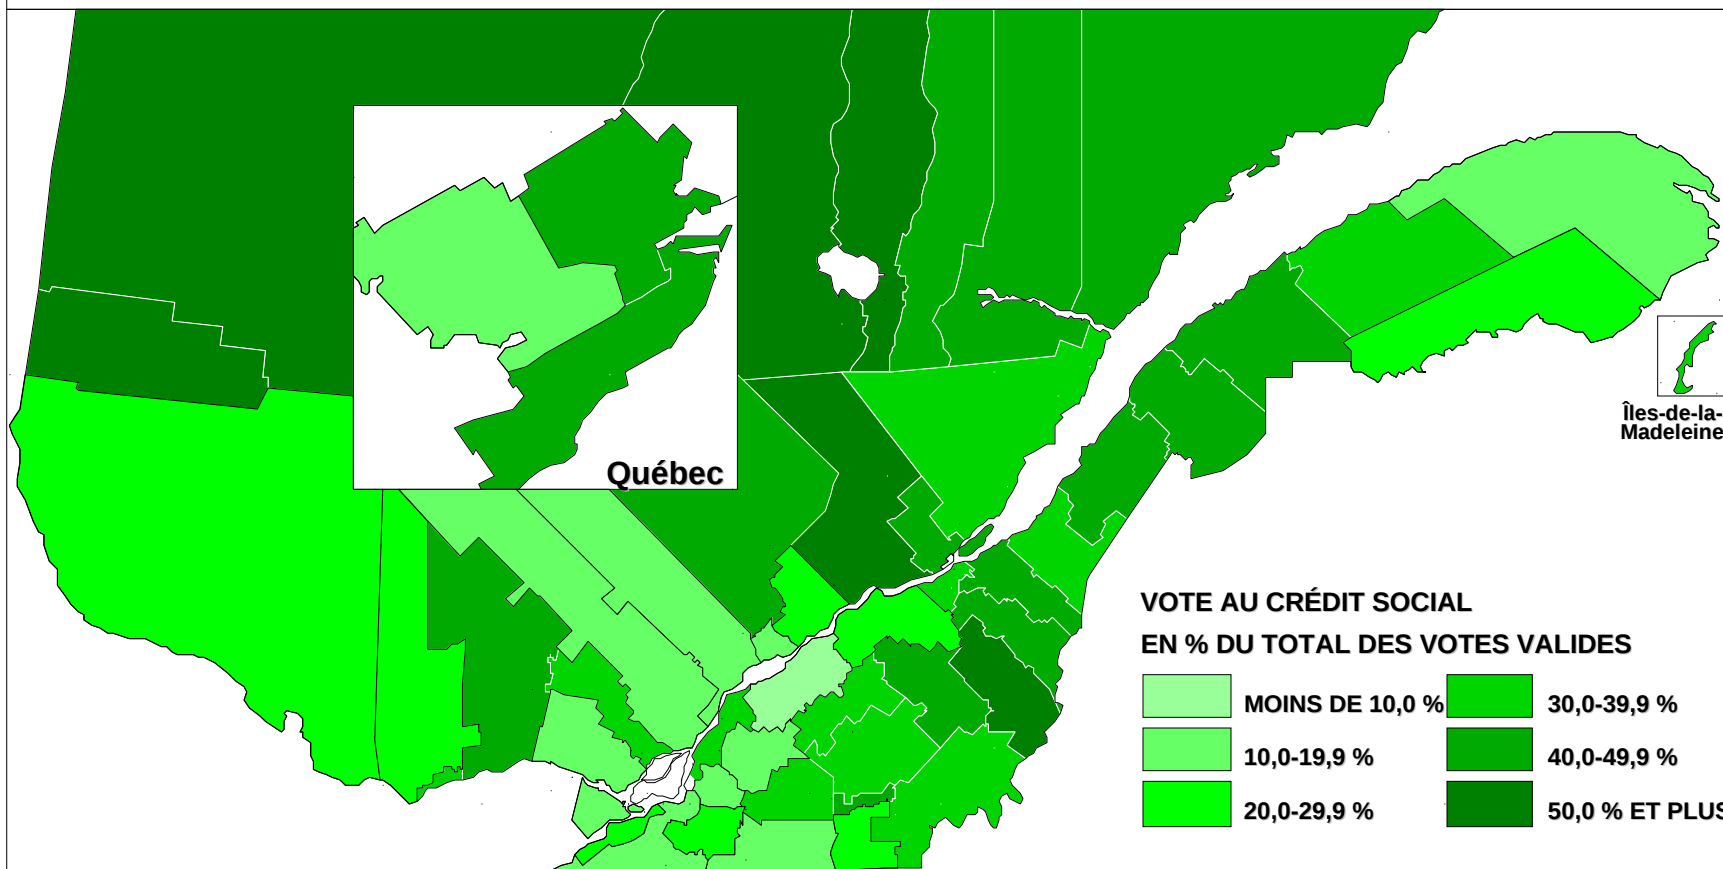 Québec
Îles-de-la-
Madeleine
VOTE AU CRÉDIT SOCIAL
EN % DU TOTAL DES VOTES VALIDES
MOINS DE 10,0 %
30,0-39,9 %
10,0-19,9 %
40,0-49,9 %
20,0-29,9 %
50,0 % ET PLUS